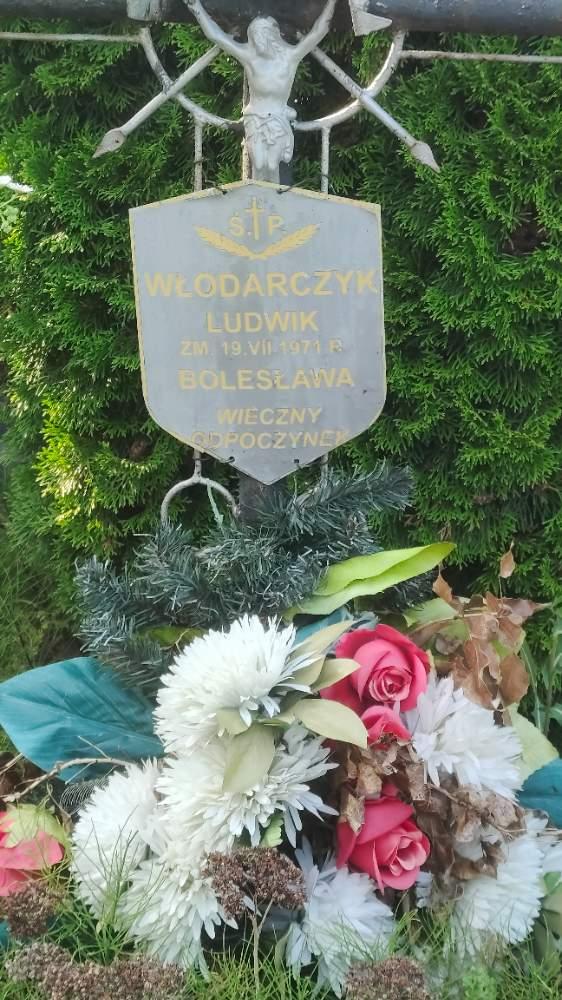 Ś. P.
WŁODARCZYK
LUDWIK
ZM. 19.VII.1971 R.
BOLESŁAWA
WIECZNY
ODPOCZYNEK